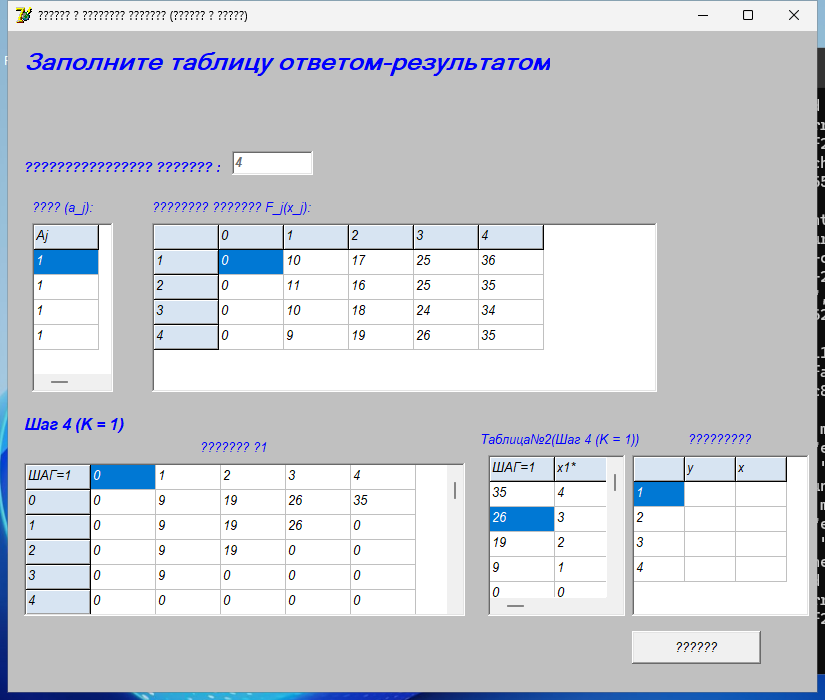 ?????? ? ???????? ??????? (?????? ? ?????)
Заполните таблицу ответом-результатом
???????????????? ??????? : 4
???? (a_j):
???????? ??????? F_j(x_j):
Aj
1
1
1
1
0 1 2 3 4
1 0 10 17 25 36
2 0 11 16 25 35
3 0 10 18 24 34
4 0 9 19 26 35
Шаг 4 (K = 1)
??????? ?1
ШАГ=1 0 1 2 3 4
0 0 9 19 26 35
1 0 9 19 26 0
2 0 9 19 0 0
3 0 9 0 0 0
4 0 0 0 0 0
Таблица№2(Шаг 4 (K = 1))
ШАГ=1 x1*
35 4
26 3
19 2
9 1
0 0
?????????
y x
1
2
3
4
??????